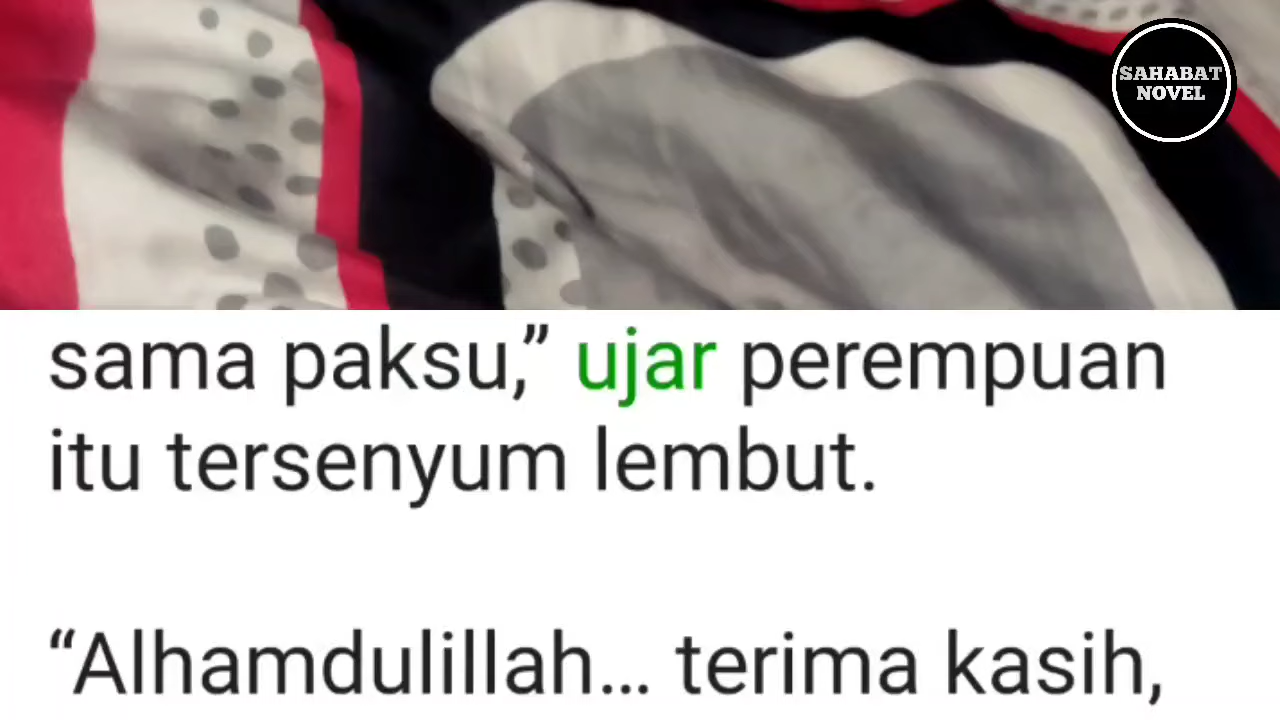 SAHABAT
NOVEL
sama paksu,” ujar perempuan
itu tersenyum lembut.
“Alhamdulillah... terima kasih,